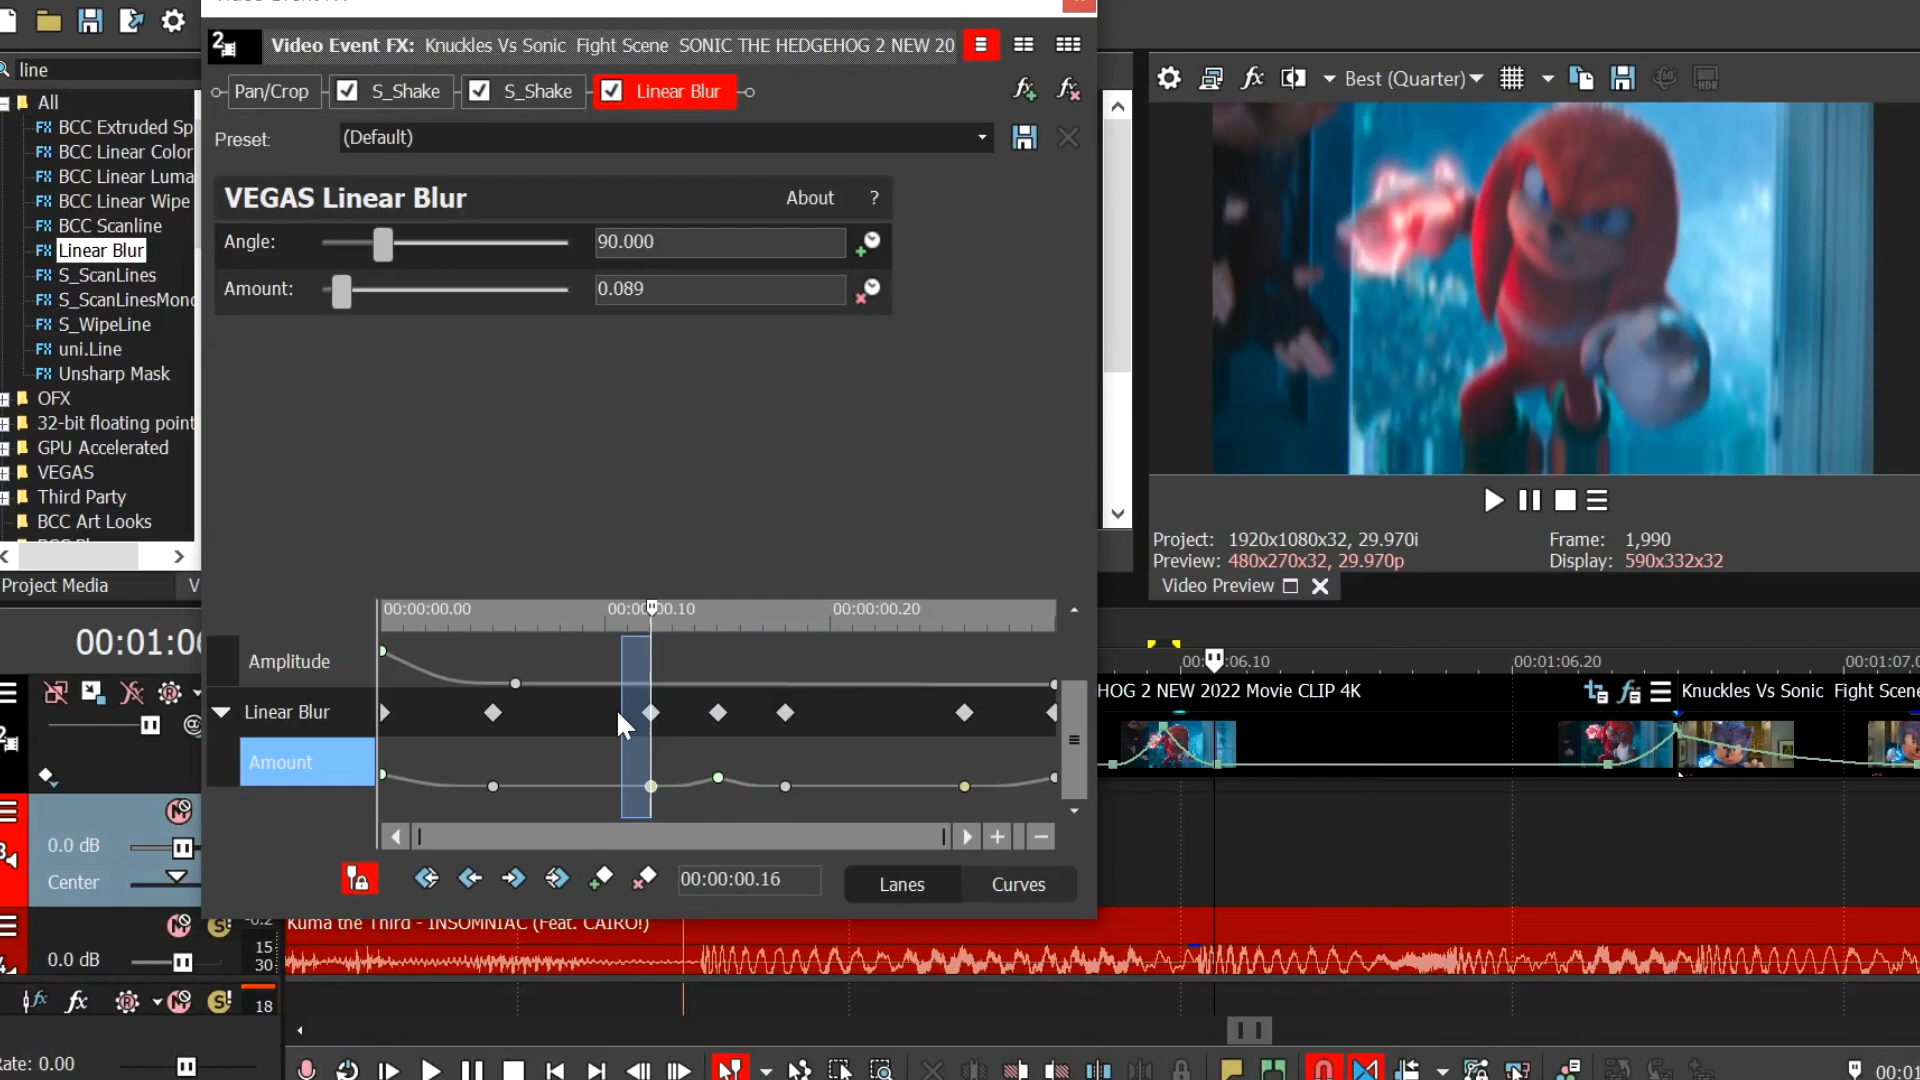 line
All
BCC Extruded Sp
BCC Linear Color
BCC Linear Luma
BCC Linear Wipe
BCC Scanline
Linear Blur
S_ScanLines
S_ScanLinesMono
S_WipeLine
uni.Line
Unsharp Mask
OFX
32-bit floating point
GPU Accelerated
VEGAS
Third Party
BCC Art Looks
Project Media
V
Video Event FX: Knuckles Vs Sonic Fight Scene SONIC THE HEDGEHOG 2 NEW 20
Pan/Crop
S_Shake
S_Shake
Linear Blur
Preset: (Default)
VEGAS Linear Blur
About ?
Angle: 90.000
Amount: 0.089
00:00:00.00 00:00:00.10 00:00:00.20
Amplitude
Linear Blur
Amount
00:00:00.16
Lanes Curves
Best (Quarter)
Project: 1920x1080x32, 29.970i
Preview: 480x270x32, 29.970p
Frame: 1,990
Display: 590x332x32
Video Preview
00:01:06.10 00:01:06.20 00:01:07.0
HOG 2 NEW 2022 Movie CLIP 4K
Knuckles Vs Sonic Fight Scene
00:01:0
0.0 dB
Center
0.0 dB
-0.2
15
30
18
Kuma the Third - INSOMNIAC (Feat. CAIRO!)
ate: 0.00
00:01